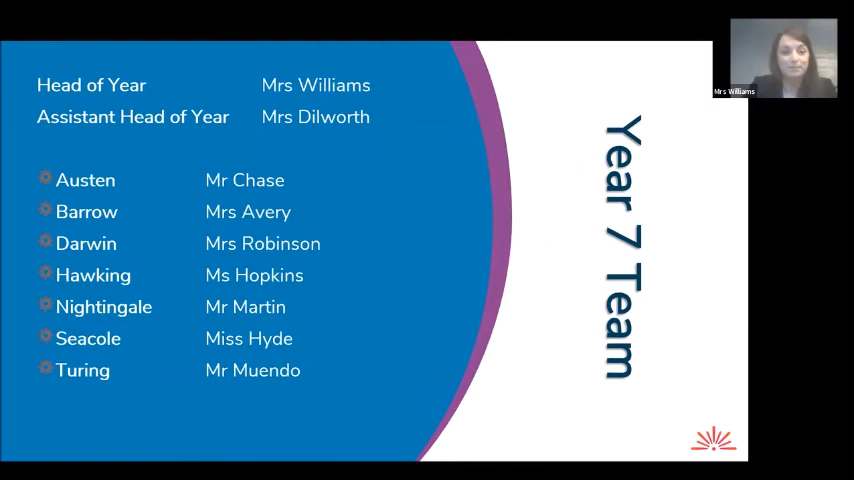 Head of Year Mrs Williams
Assistant Head of Year Mrs Dilworth
Austen Mr Chase
Barrow Mrs Avery
Darwin Mrs Robinson
Hawking Ms Hopkins
Nightingale Mr Martin
Seacole Miss Hyde
Turing Mr Muendo
Year 7 Team
Mrs Williams